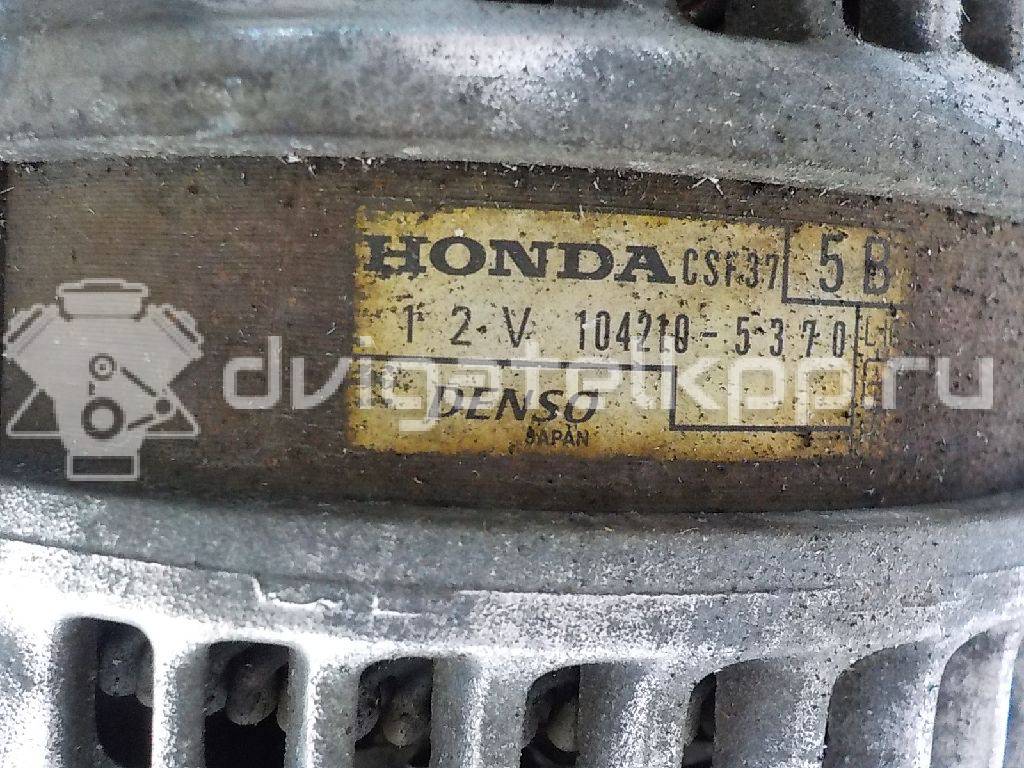 HONDA CSF37 5B
12V 104210-5370
DENSO
JAPAN
dvigatelkpp.ru